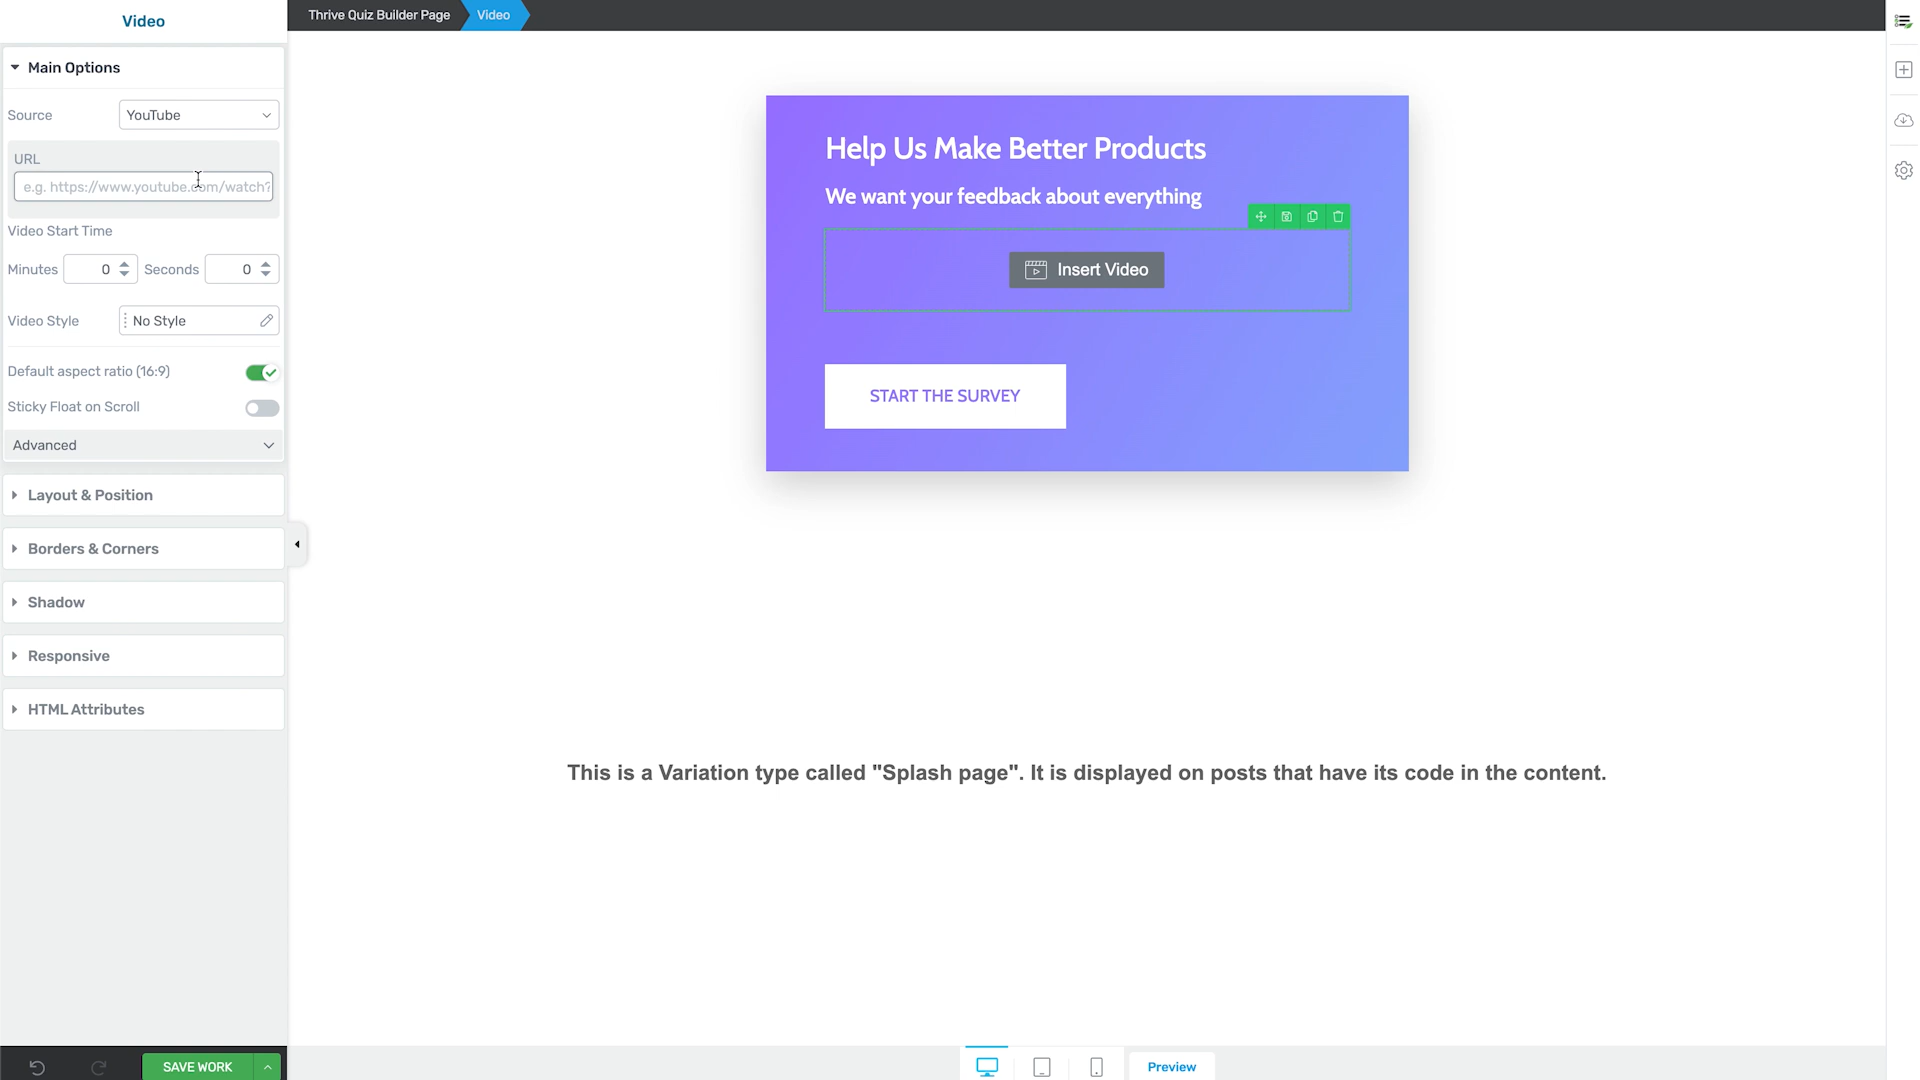 Video
Thrive Quiz Builder Page
Video
Main Options
Source
YouTube
URL
e.g. https://www.youtube.com/watch?
Video Start Time
Minutes 0 Seconds 0
Video Style
No Style
Default aspect ratio (16:9)
Sticky Float on Scroll
Advanced
Layout & Position
Borders & Corners
Shadow
Responsive
HTML Attributes
SAVE WORK
Help Us Make Better Products
We want your feedback about everything
Insert Video
START THE SURVEY
This is a Variation type called "Splash page". It is displayed on posts that have its code in the content.
Preview